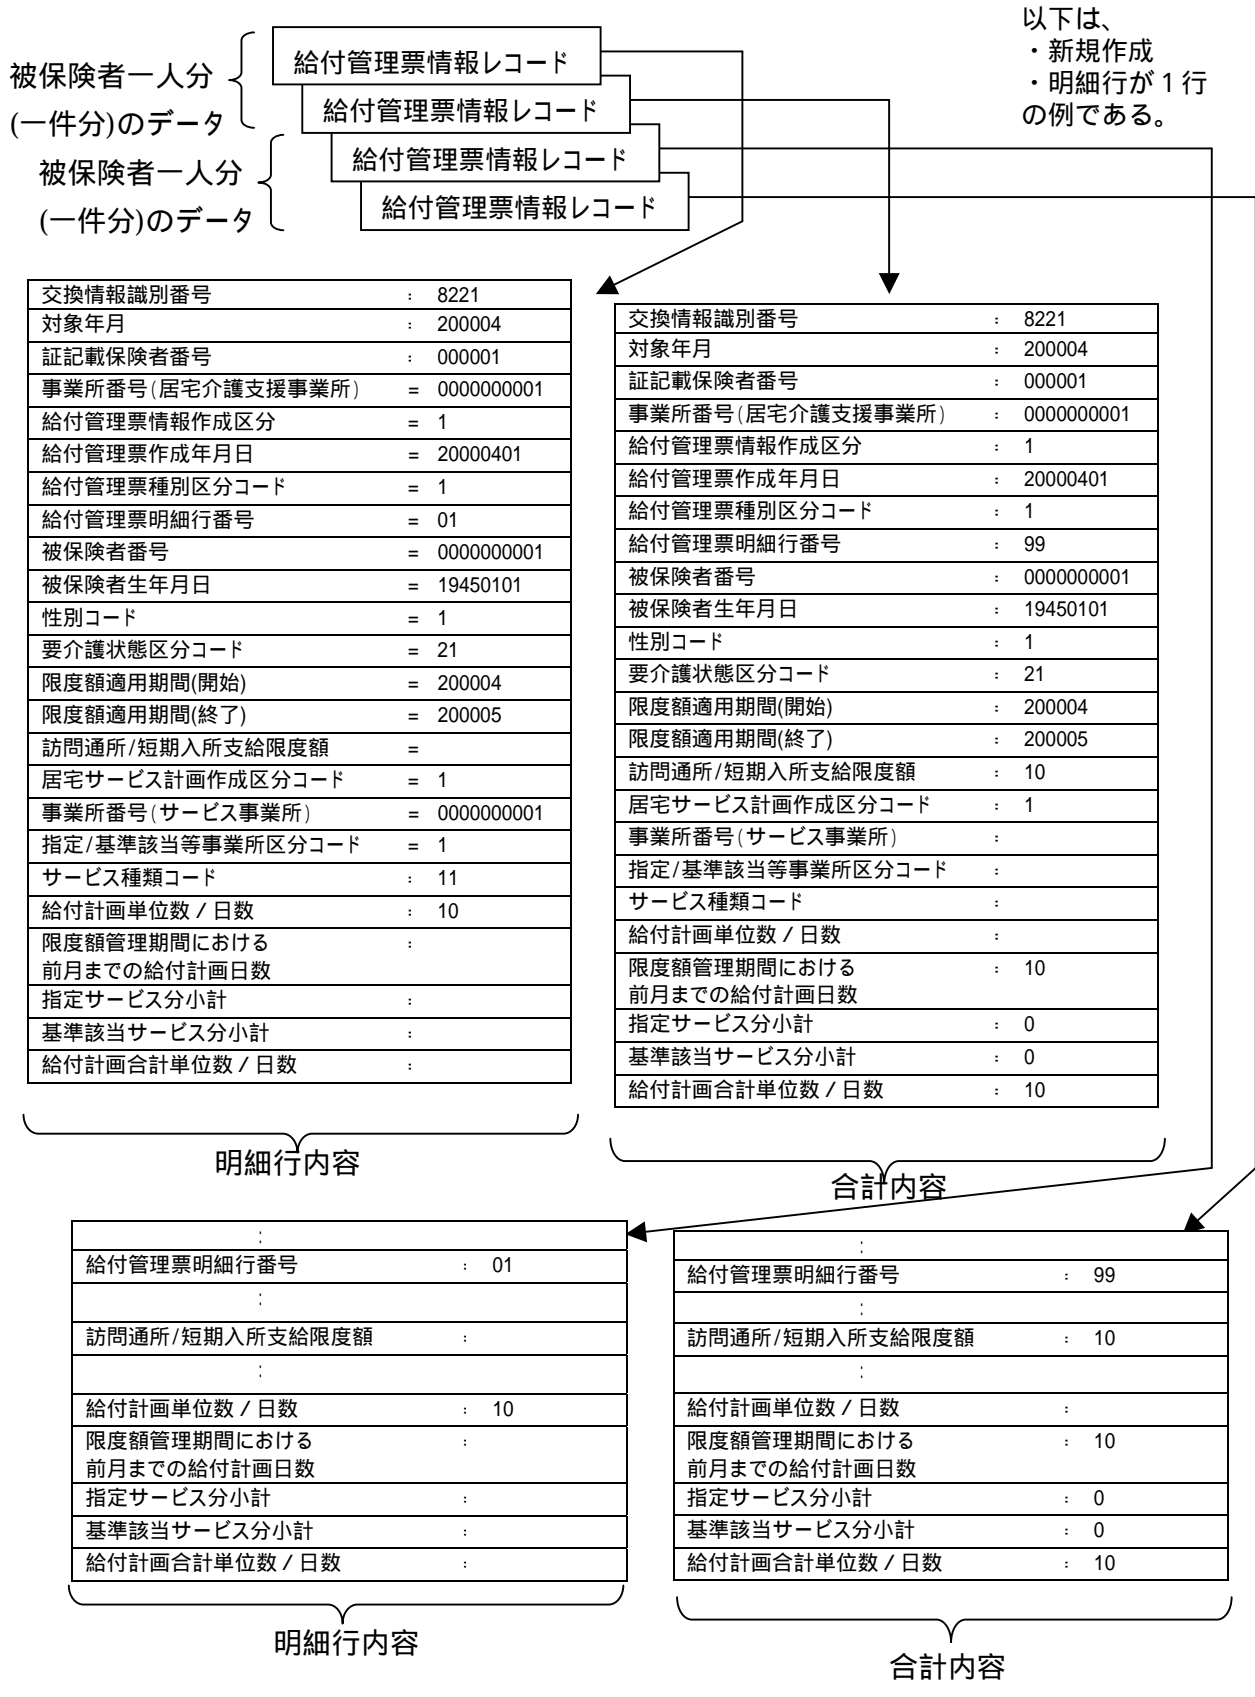 以下は、
・新規作成
・明細行が１行
の例である。
被保険者一人分
(一件分)のデータ
被保険者一人分
(一件分)のデータ
給付管理票情報レコード
給付管理票情報レコード
給付管理票情報レコード
給付管理票情報レコード
交換情報識別番号 : 8221
対象年月 : 200004
証記載保険者番号 : 000001
事業所番号(居宅介護支援事業所) = 0000000001
給付管理票情報作成区分 = 1
給付管理票作成年月日 = 20000401
給付管理票種別区分コード = 1
給付管理票明細行番号 = 01
被保険者番号 = 0000000001
被保険者生年月日 = 19450101
性別コード = 1
要介護状態区分コード = 21
限度額適用期間(開始) = 200004
限度額適用期間(終了) = 200005
訪問通所/短期入所支給限度額 =
居宅サービス計画作成区分コード = 1
事業所番号(サービス事業所) = 0000000001
指定/基準該当等事業所区分コード = 1
サービス種類コード : 11
給付計画単位数／日数 : 10
限度額管理期間における :
前月までの給付計画日数
指定サービス分小計 :
基準該当サービス分小計 :
給付計画合計単位数／日数 :
明細行内容
交換情報識別番号 : 8221
対象年月 : 200004
証記載保険者番号 : 000001
事業所番号(居宅介護支援事業所) : 0000000001
給付管理票情報作成区分 : 1
給付管理票作成年月日 : 20000401
給付管理票種別区分コード : 1
給付管理票明細行番号 : 99
被保険者番号 : 0000000001
被保険者生年月日 : 19450101
性別コード : 1
要介護状態区分コード : 21
限度額適用期間(開始) : 200004
限度額適用期間(終了) : 200005
訪問通所/短期入所支給限度額 : 10
居宅サービス計画作成区分コード : 1
事業所番号(サービス事業所) :
指定/基準該当等事業所区分コード :
サービス種類コード :
給付計画単位数／日数 :
限度額管理期間における : 10
前月までの給付計画日数
指定サービス分小計 : 0
基準該当サービス分小計 : 0
給付計画合計単位数／日数 : 10
合計内容
:
給付管理票明細行番号 : 01
:
訪問通所/短期入所支給限度額 :
:
給付計画単位数／日数 : 10
限度額管理期間における :
前月までの給付計画日数
指定サービス分小計 :
基準該当サービス分小計 :
給付計画合計単位数／日数 :
明細行内容
:
給付管理票明細行番号 : 99
:
訪問通所/短期入所支給限度額 : 10
:
給付計画単位数／日数 :
限度額管理期間における : 10
前月までの給付計画日数
指定サービス分小計 : 0
基準該当サービス分小計 : 0
給付計画合計単位数／日数 : 10
合計内容